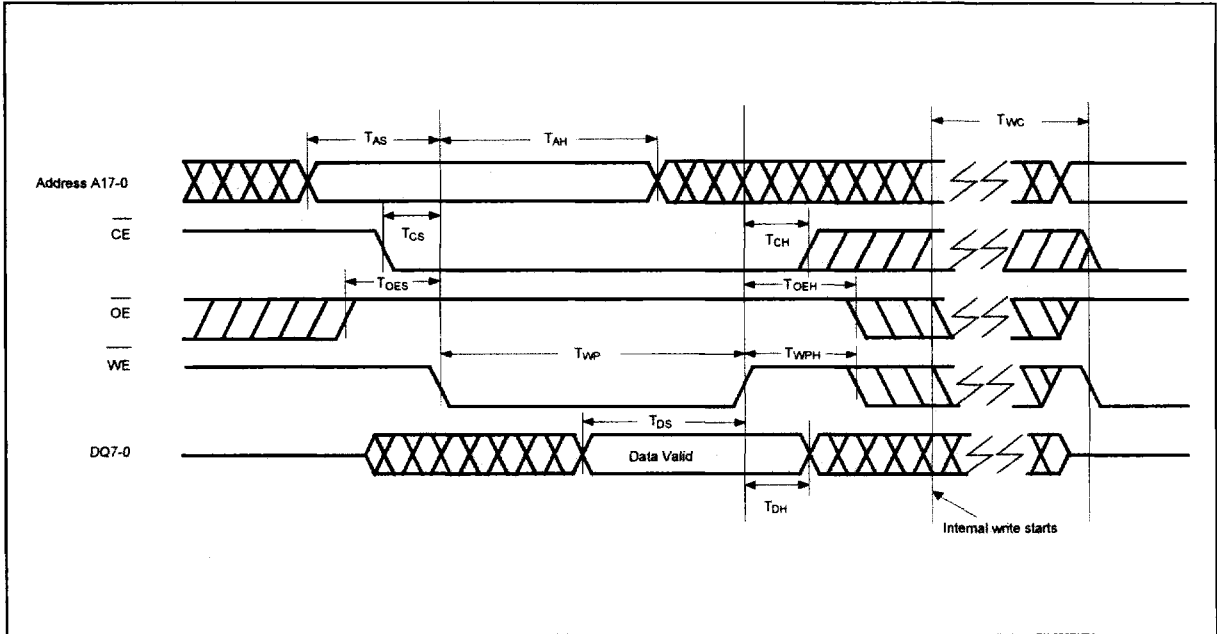 TWC
TAS
TAH
Address A17-0
CE
TCS
TCH
TOES
TOEH
OE
TWP
TWPH
WE
TDS
DQ7-0
Data Valid
TDH
Internal write starts